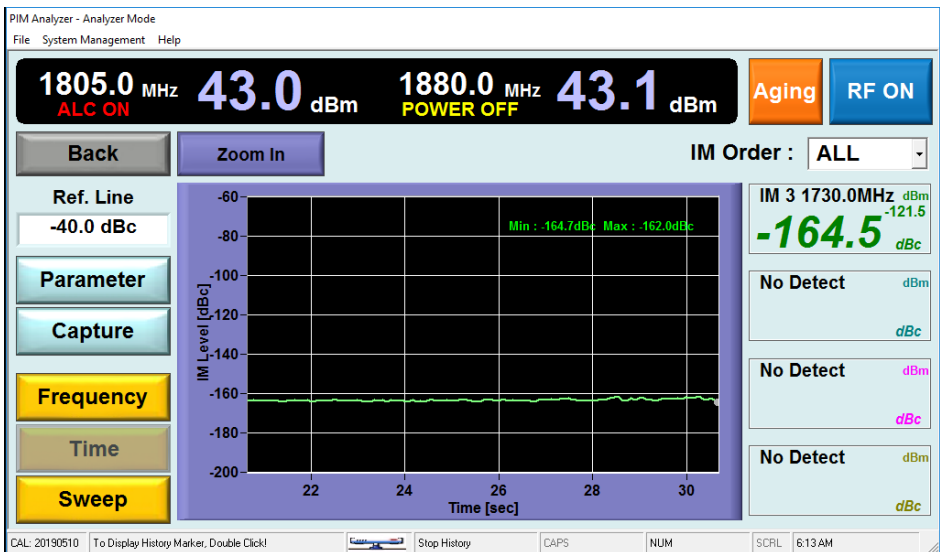 PIM Analyzer - Analyzer Mode
File System Management Help
1805.0 MHz 43.0 dBm 1880.0 MHz 43.1 dBm
ALC ON POWER OFF
Aging
RF ON
Back
Zoom In
IM Order : ALL
Ref. Line
-40.0 dBc
Parameter
Capture
Frequency
Time
Sweep
IM Level [dBc]
-60
-80
-100
-120
-140
-160
-180
-200
Min : -164.7dBc Max : -162.0dBc
22 24 26 28 30
Time [sec]
IM 3 1730.0MHz dBm
-121.5
-164.5 dBc
No Detect dBm
dBc
No Detect dBm
dBc
No Detect dBm
dBc
CAL: 20190510 To Display History Marker, Double Click! Stop History CAPS NUM SCRL 6:13 AM